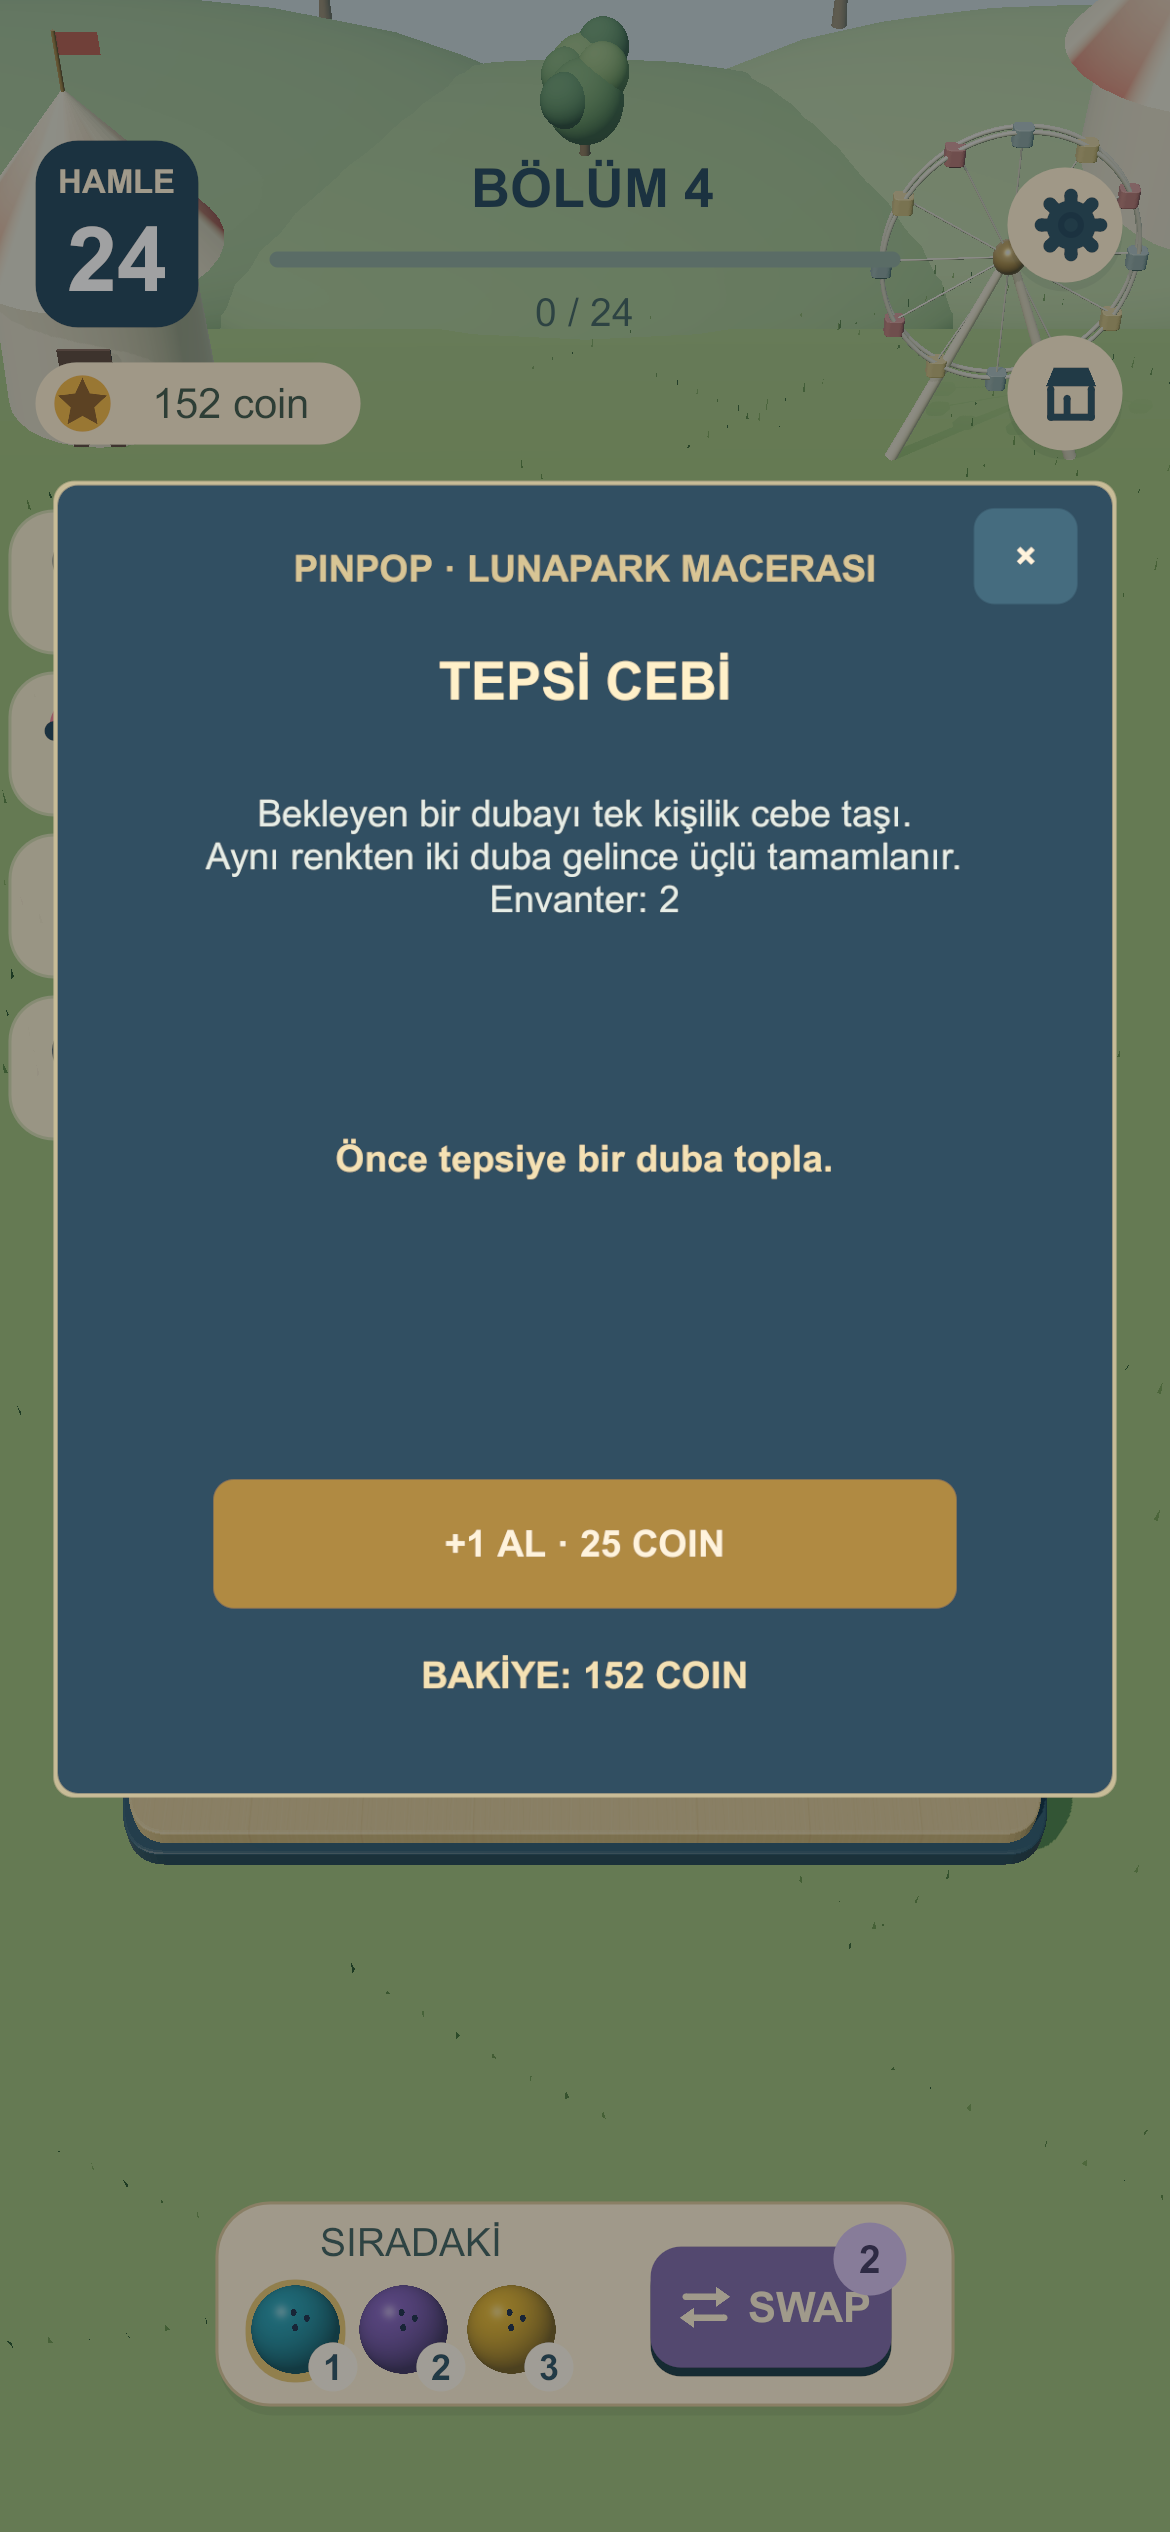 HAMLE
24
BÖLÜM 4
0 / 24
152 coin
PINPOP · LUNAPARK MACERASI
×
TEPSİ CEBİ
Bekleyen bir dubayı tek kişilik cebe taşı.
Aynı renkten iki duba gelince üçlü tamamlanır.
Envanter: 2
Önce tepsiye bir duba topla.
+1 AL · 25 COIN
BAKİYE: 152 COIN
SIRADAKİ
1
2
3
SWAP
2